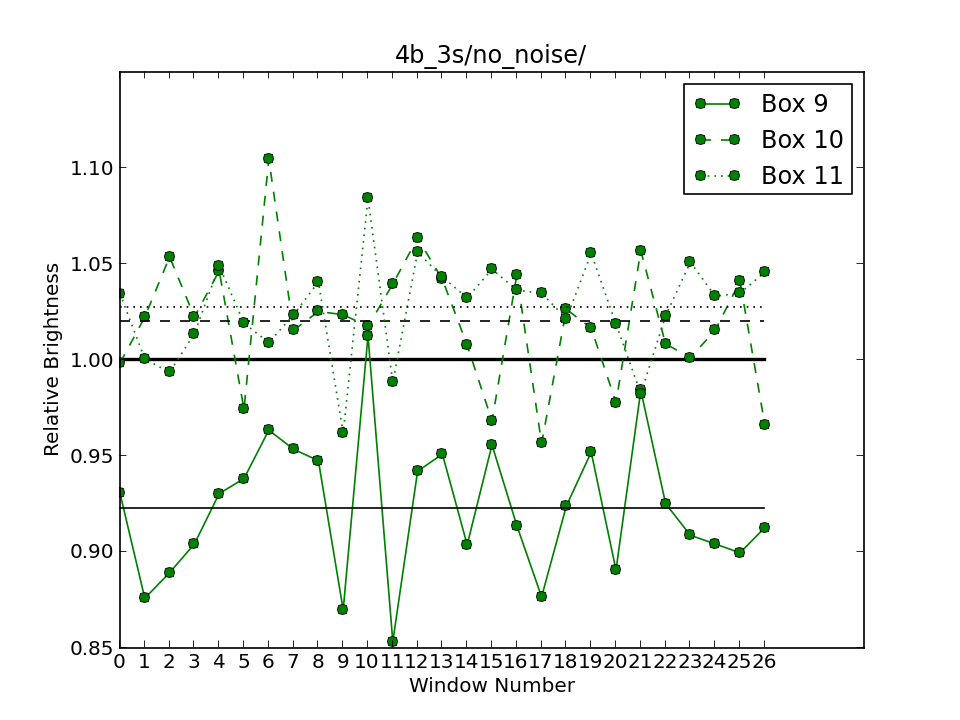 4b_3s/no_noise/
Box 9
Box 10
Box 11
Relative Brightness
1.10
1.05
1.00
0.95
0.90
0.85
0 1 2 3 4 5 6 7 8 9 10 11 12 13 14 15 16 17 18 19 20 21 22 23 24 25 26
Window Number